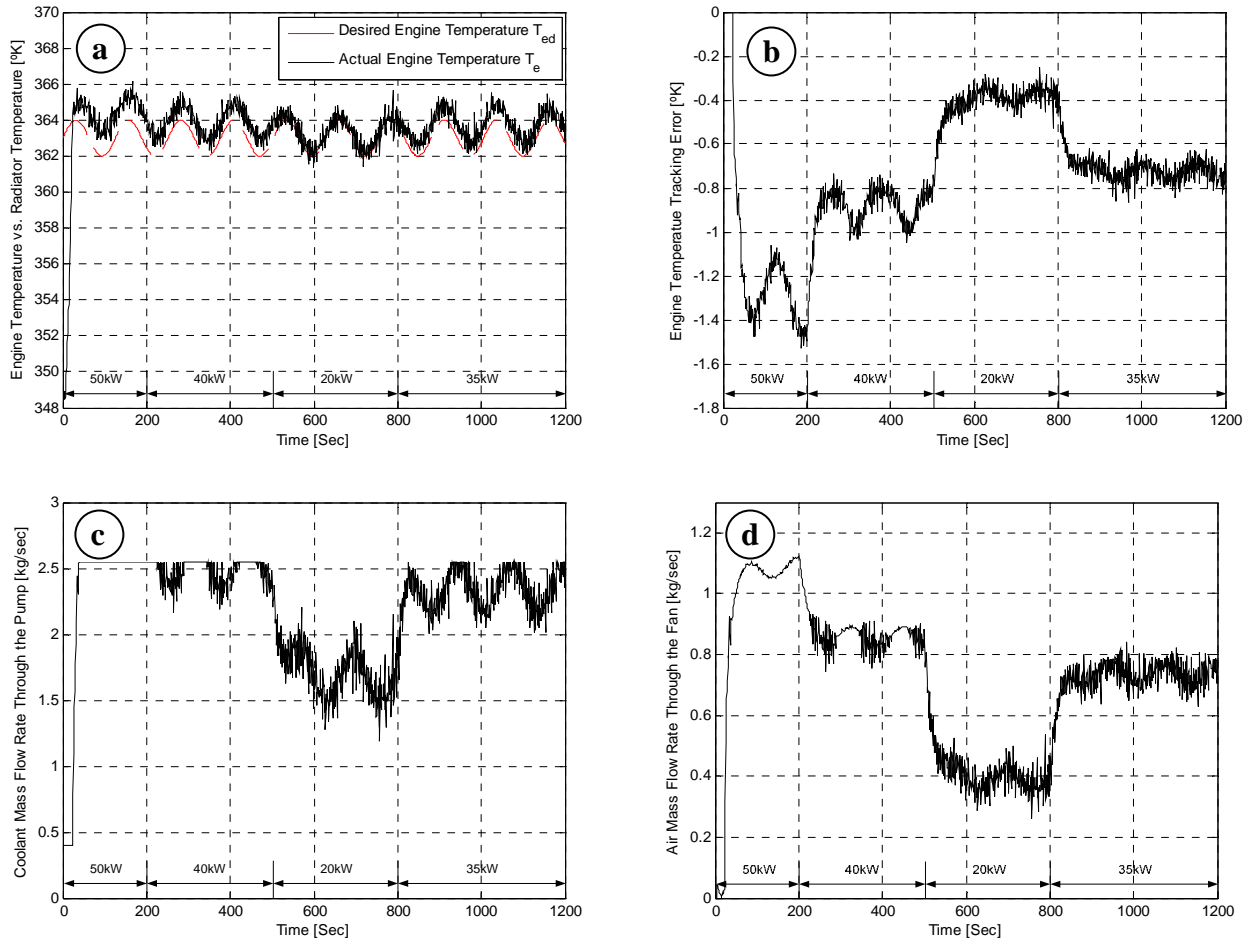 a
Desired Engine Temperature T_ed
Actual Engine Temperature T_e
Engine Temperature vs. Radiator Temperature [ºK]
370
368
366
364
362
360
358
356
354
352
350
348
50kW 40kW 20kW 35kW
0 200 400 600 800 1000 1200
Time [Sec]
b
Engine Temperatue Tracking Error [ºK]
0
-0.2
-0.4
-0.6
-0.8
-1
-1.2
-1.4
-1.6
-1.8
50kW 40kW 20kW 35kW
0 200 400 600 800 1000 1200
Time [Sec]
c
Coolant Mass Flow Rate Through the Pump [kg/sec]
3
2.5
2
1.5
1
0.5
0
50kW 40kW 20kW 35kW
0 200 400 600 800 1000 1200
Time [Sec]
d
Air Mass Flow Rate Through the Fan [kg/sec]
1.2
1
0.8
0.6
0.4
0.2
0
50kW 40kW 20kW 35kW
0 200 400 600 800 1000 1200
Time [Sec]